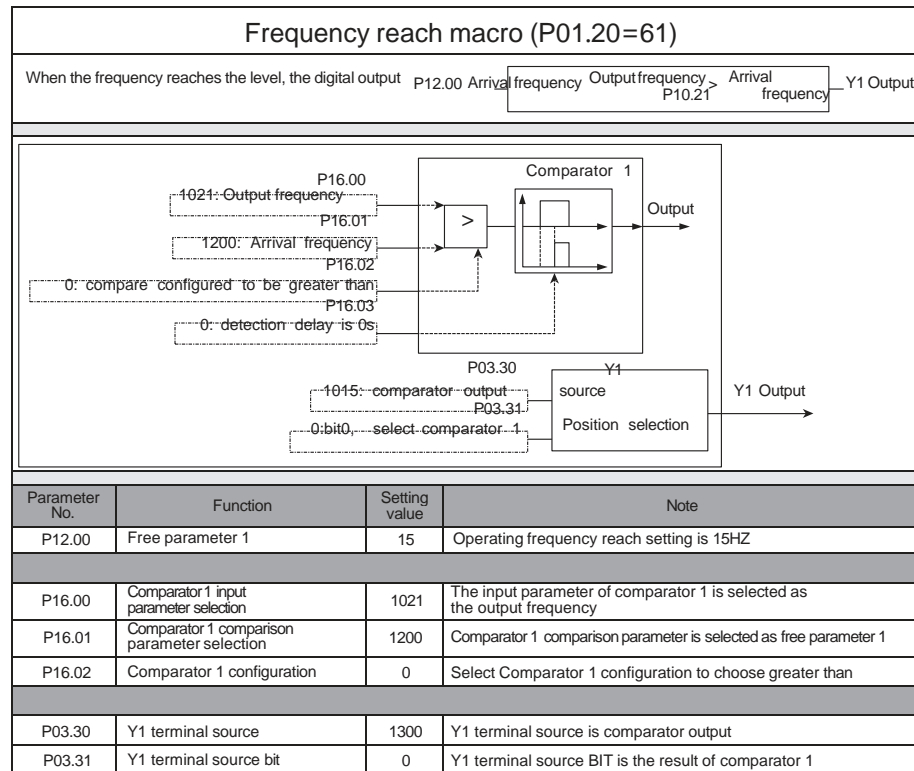 Frequency reach macro (P01.20=61)
When the frequency reaches the level, the digital output
P12.00 Arrival frequency
Output frequency > Arrival
P10.21 frequency
Y1 Output
Comparator 1
P16.00
1021: Output frequency
P16.01
1200: Arrival frequency
P16.02
0: compare configured to be greater than
P16.03
0: detection delay is 0s
>
Output
P03.30
1015: comparator output
P03.31
0:bit0, select comparator 1
Y1
source
Position selection
Y1 Output
Parameter No. Function Setting value Note
P12.00 Free parameter 1 15 Operating frequency reach setting is 15HZ
P16.00 Comparator 1 input parameter selection 1021 The input parameter of comparator 1 is selected as the output frequency
P16.01 Comparator 1 comparison parameter selection 1200 Comparator 1 comparison parameter is selected as free parameter 1
P16.02 Comparator 1 configuration 0 Select Comparator 1 configuration to choose greater than
P03.30 Y1 terminal source 1300 Y1 terminal source is comparator output
P03.31 Y1 terminal source bit 0 Y1 terminal source BIT is the result of comparator 1